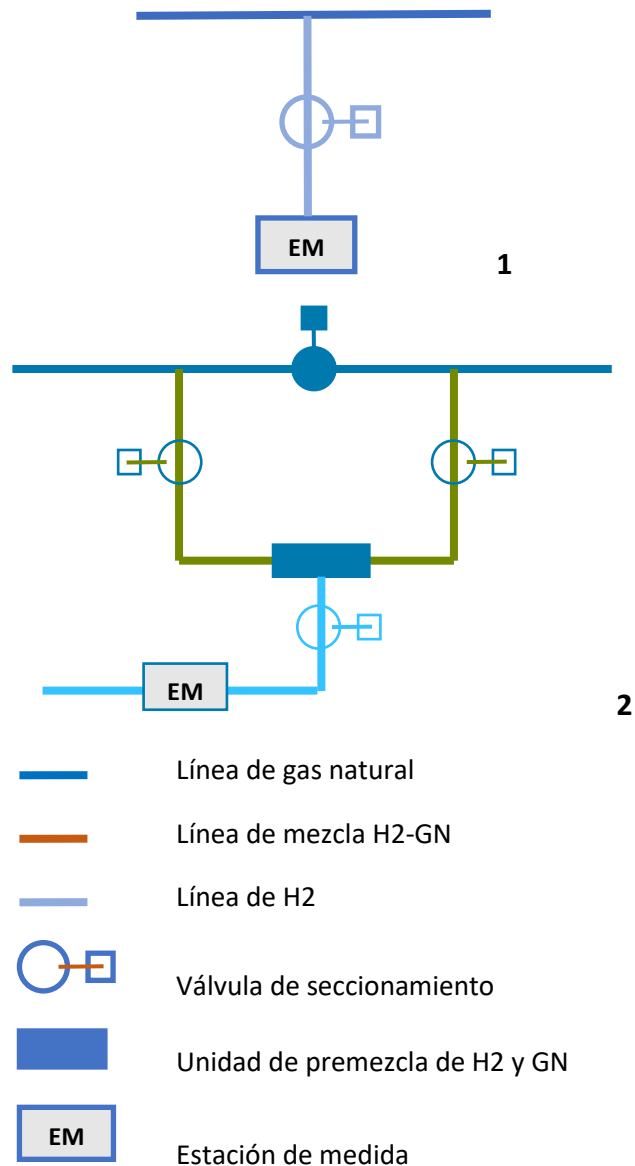 EM
1
EM
2
Línea de gas natural
Línea de mezcla H2-GN
Línea de H2
Válvula de seccionamiento
Unidad de premezcla de H2 y GN
EM
Estación de medida